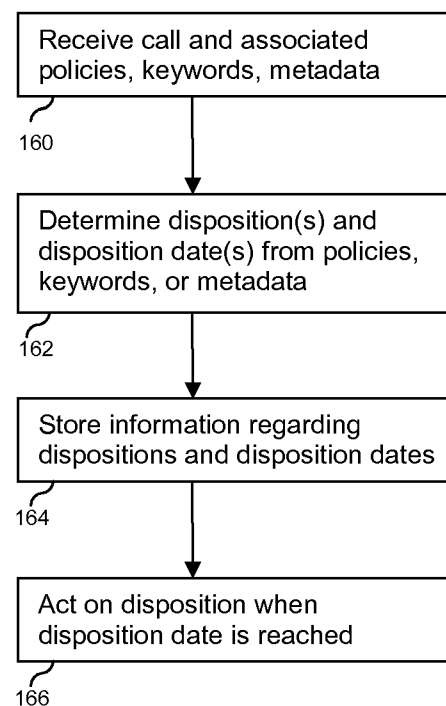 Receive call and associated
policies, keywords, metadata
160
Determine disposition(s) and
disposition date(s) from policies,
keywords, or metadata
162
Store information regarding
dispositions and disposition dates
164
Act on disposition when
disposition date is reached
166